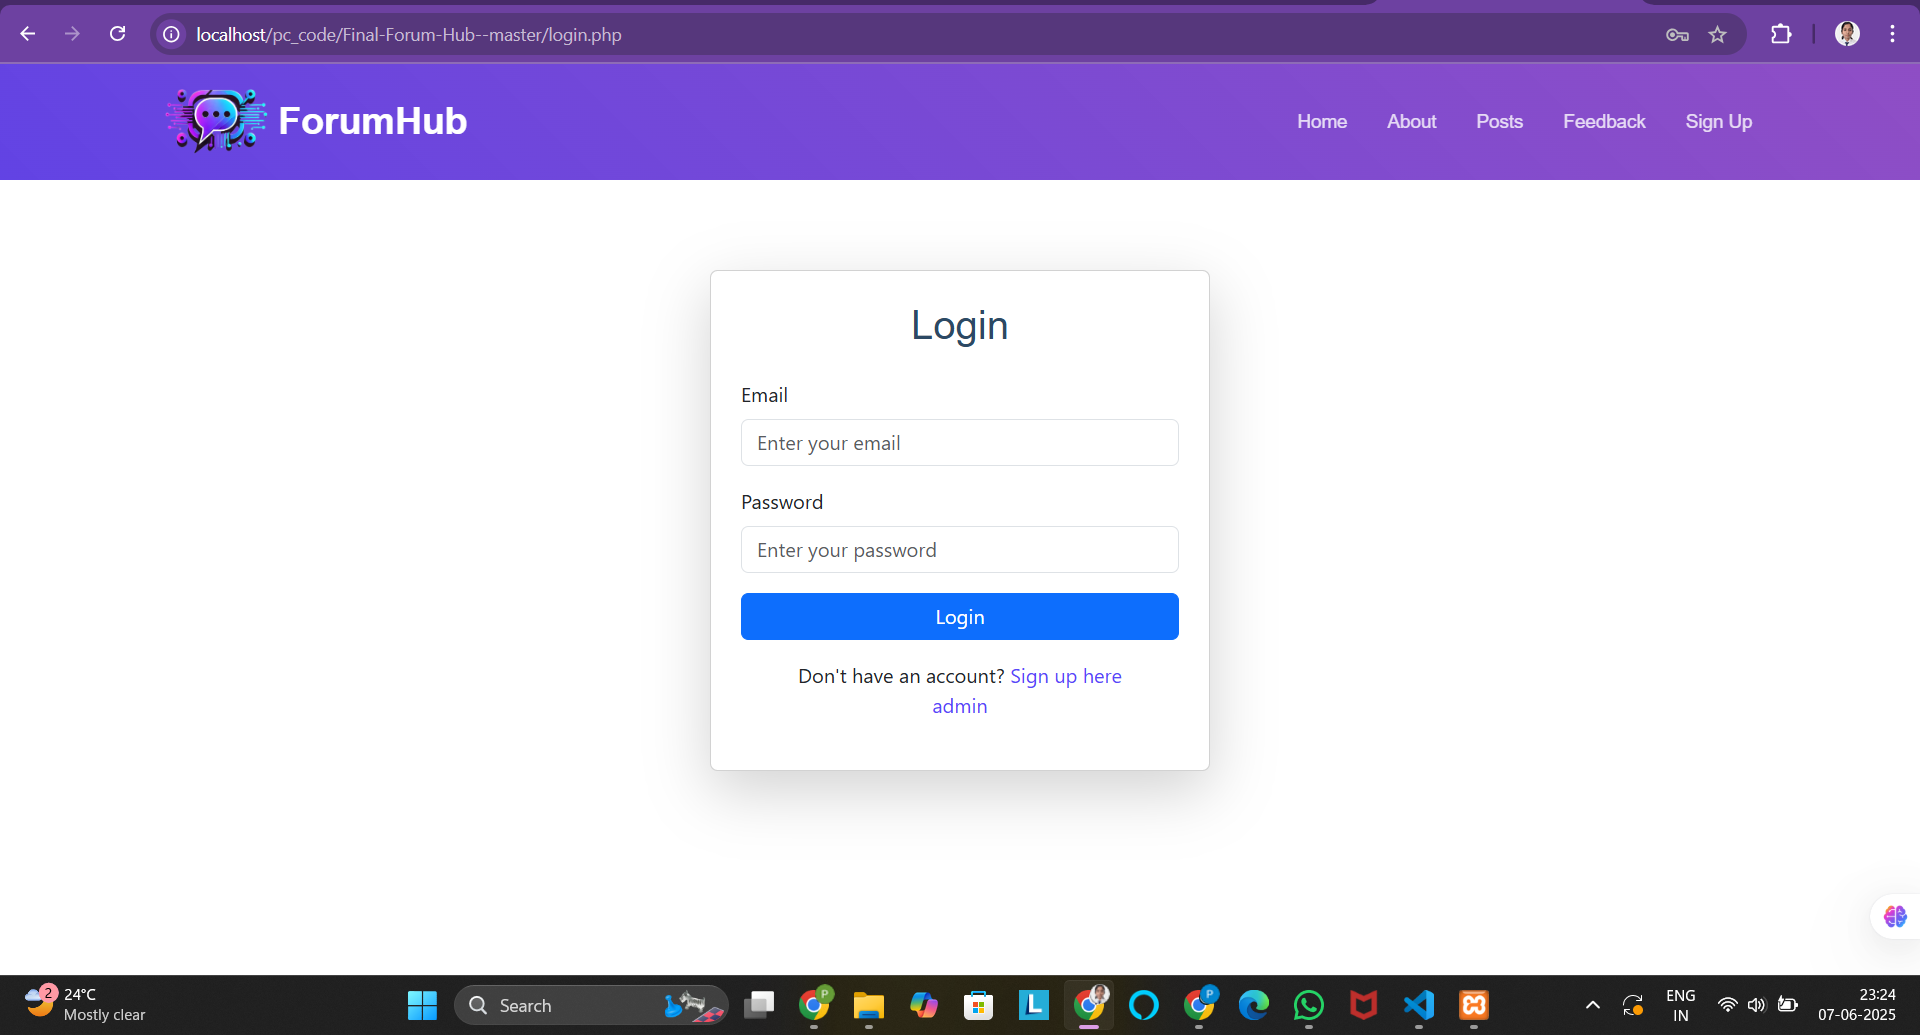 localhost/pc_code/Final-Forum-Hub--master/login.php
ForumHub
Home About Posts Feedback Sign Up
Login
Email
Enter your email
Password
Enter your password
Login
Don't have an account? Sign up here
admin
2
24°C
Mostly clear
Search
P
L
P
ENG
IN
23:24
07-06-2025